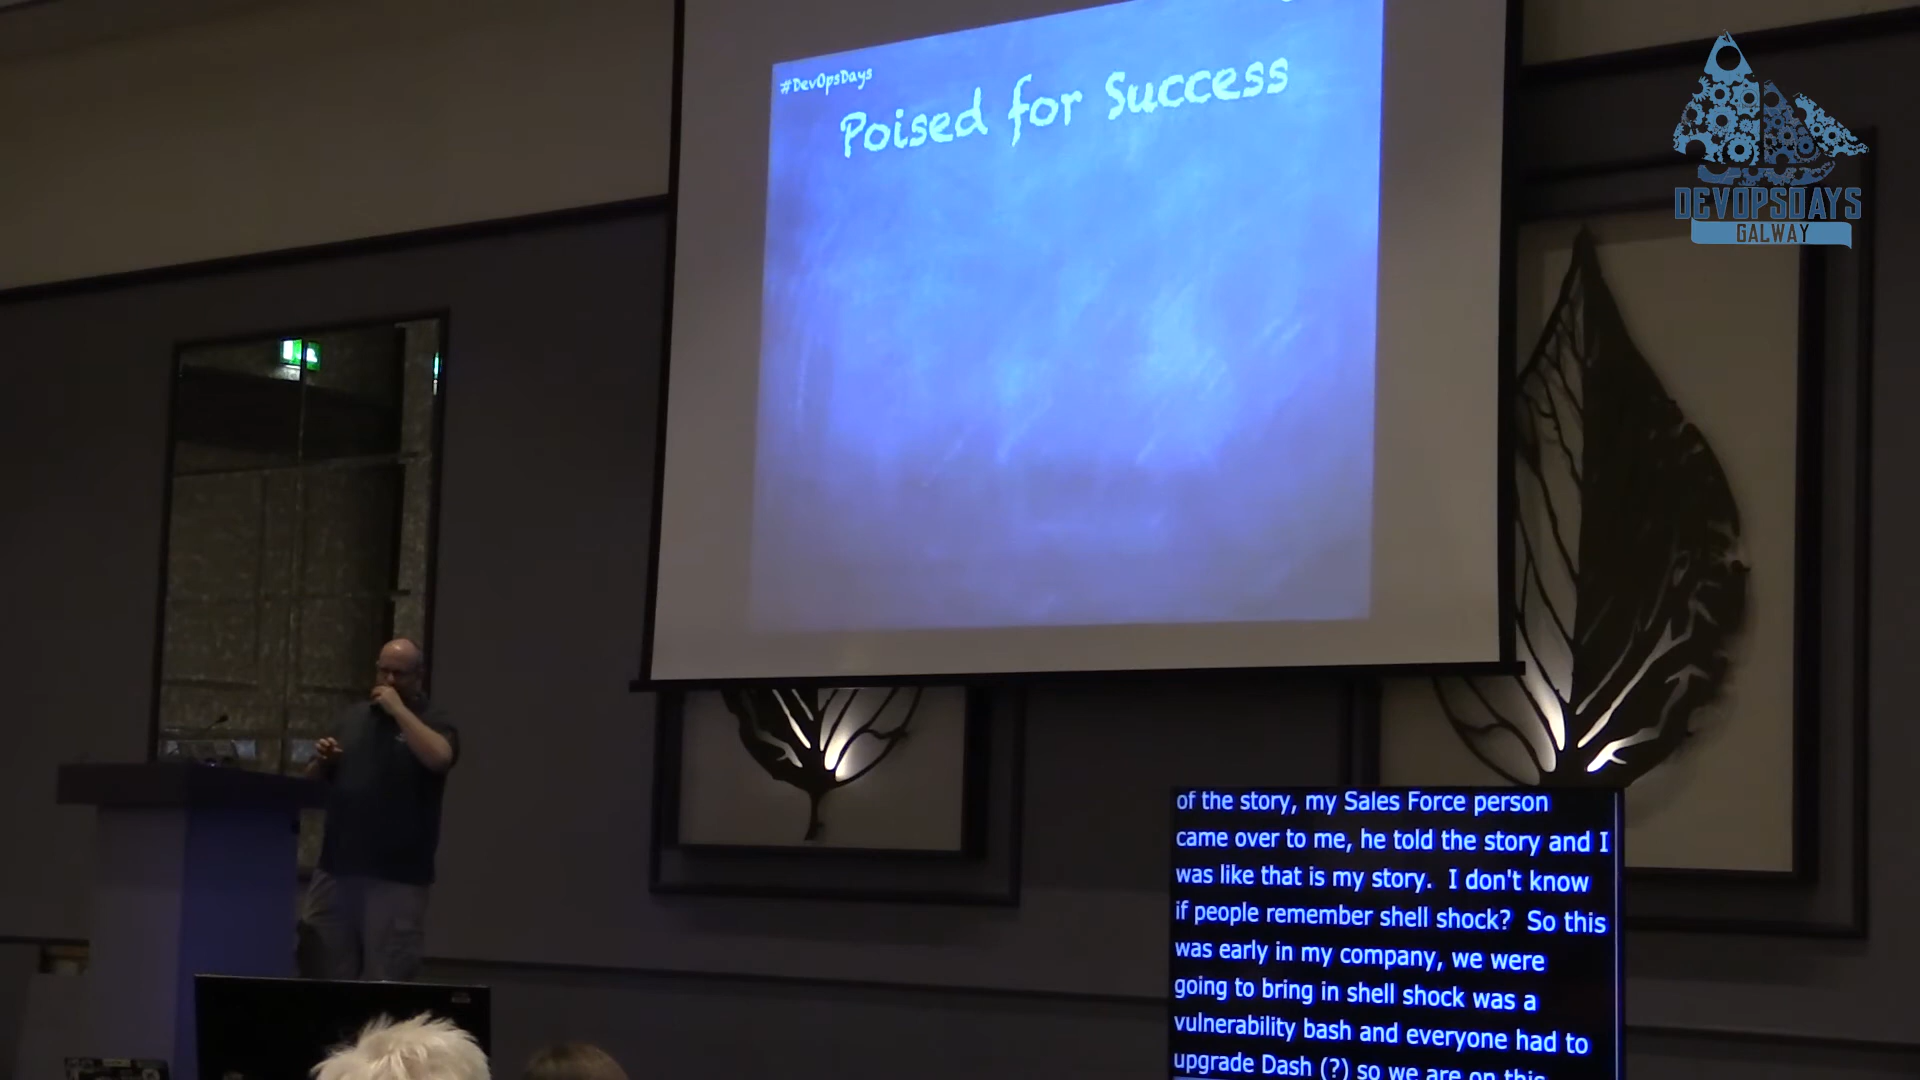 #DevOpsDays
Poised for Success
DEVOPSDAYS
GALWAY
of the story, my Sales Force person
came over to me, he told the story and I
was like that is my story.  I don't know
if people remember shell shock?  So this
was early in my company, we were
going to bring in shell shock was a
vulnerability bash and everyone had to
upgrade Dash (?) so we are on this